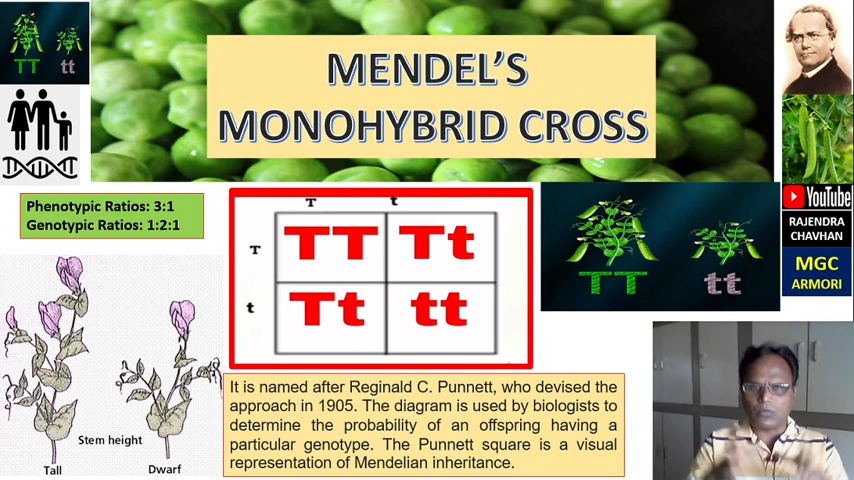 TT tt
MENDEL'S
MONOHYBRID CROSS
Phenotypic Ratios: 3:1
Genotypic Ratios: 1:2:1
T t
T TT Tt
t Tt tt
TT tt
YouTube
RAJENDRA
CHAVHAN
MGC
ARMORI
Stem height
Tall Dwarf
It is named after Reginald C. Punnett, who devised the
approach in 1905. The diagram is used by biologists to
determine the probability of an offspring having a
particular genotype. The Punnett square is a visual
representation of Mendelian inheritance.